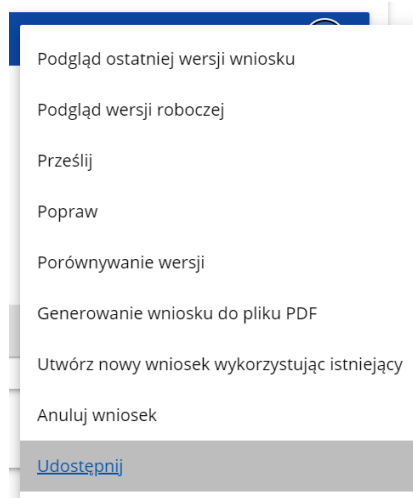 Podgląd ostatniej wersji wniosku
Podgląd wersji roboczej
Prześlij
Popraw
Porównywanie wersji
Generowanie wniosku do pliku PDF
Utwórz nowy wniosek wykorzystując istniejący
Anuluj wniosek
Udostępnij